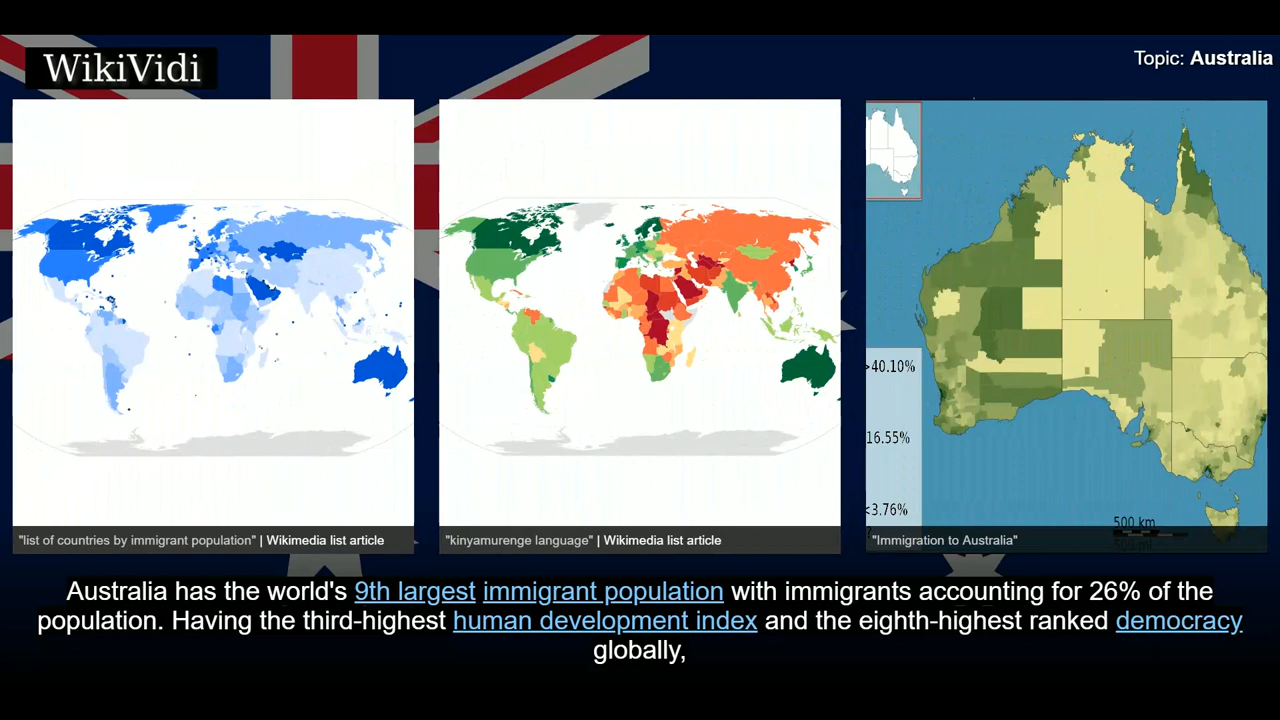 WikiVidi
Topic: Australia
>40.10%
16.55%
<3.76%
500 km
"list of countries by immigrant population" | Wikimedia list article
"kinyamurenge language" | Wikimedia list article
"Immigration to Australia"
Australia has the world's 9th largest immigrant population with immigrants accounting for 26% of the
population. Having the third-highest human development index and the eighth-highest ranked democracy
globally,